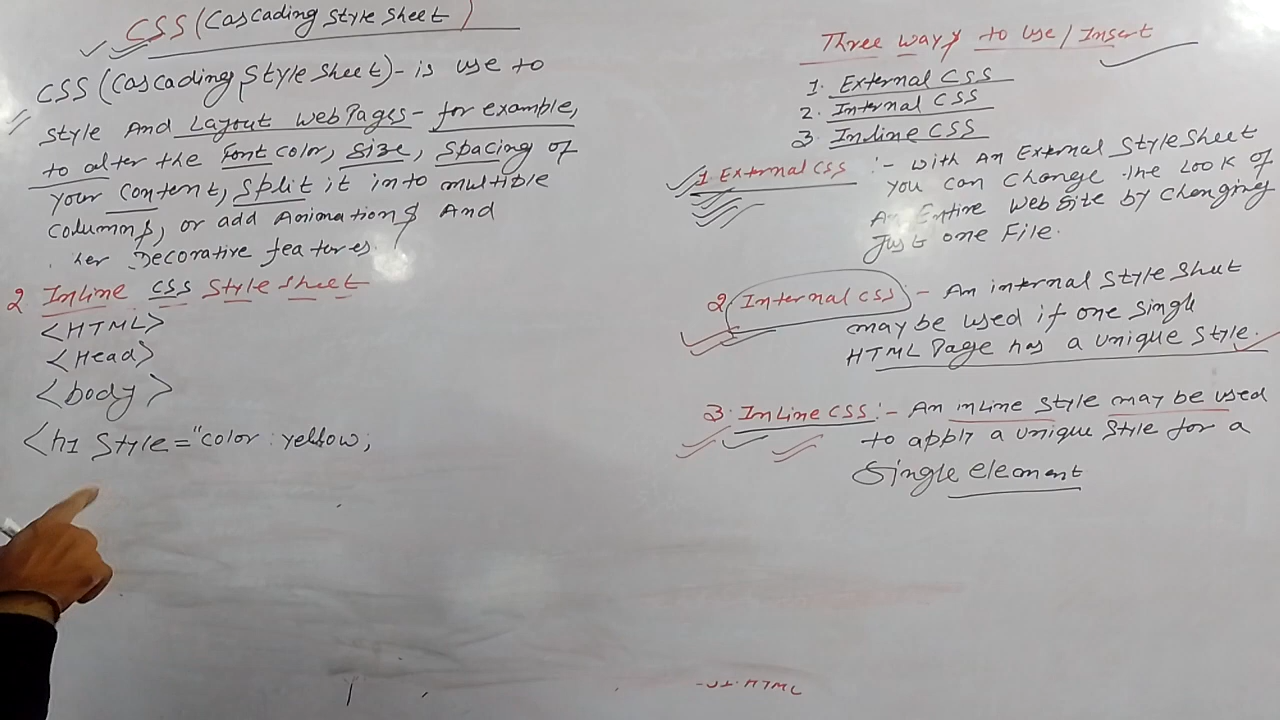 CSS (Cascading Style Sheet)
CSS (Cascading Style Sheet) - is use to
Style And Layout WebPages - for example,
to alter the font color, size, spacing of
your content, split it into multible
columns, or add Animations And
her Decorative features.
2 Inline CSS Style Sheet
<HTML>
<Head>
<body>
<h1 Style="color: yellow;
Three ways to use/Insert
1. External CSS
2. Internal CSS
3. Inline CSS
1 External CSS :- with An External Style Sheet
you can change the Look of
An Entire Website by changing
Just one File.
2. Internal CSS :- An internal Style Sheet
may be used if one single
HTML Page has a unique Style.
3. InLine CSS :- An inline Style may be used
to apply a unique Style for a
Single element
HTML